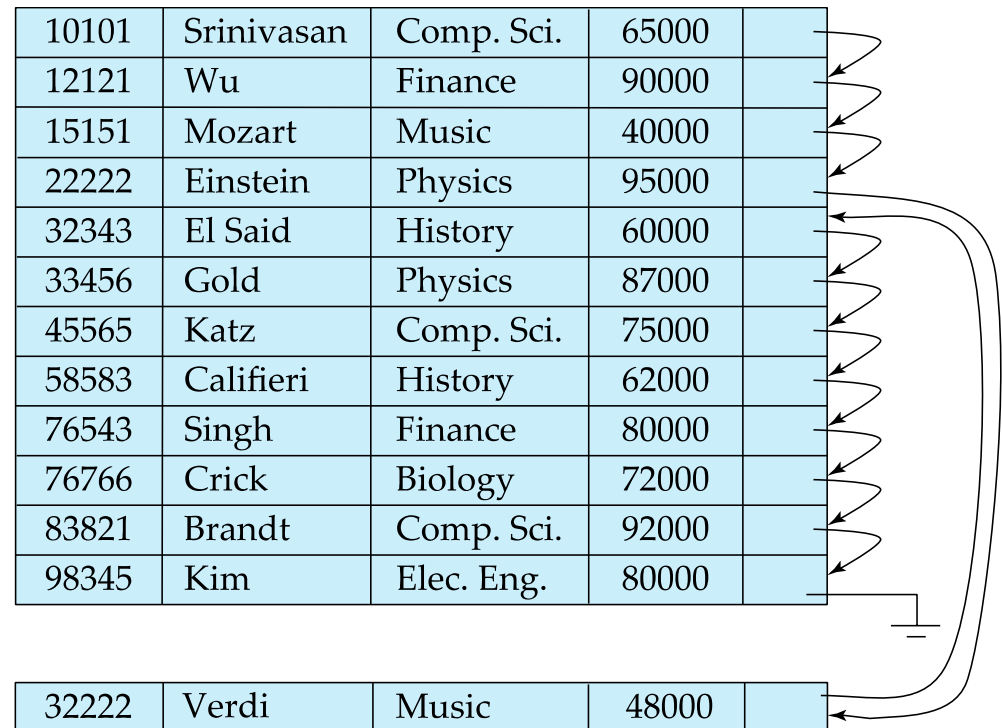 10101 Srinivasan Comp. Sci. 65000
12121 Wu Finance 90000
15151 Mozart Music 40000
22222 Einstein Physics 95000
32343 El Said History 60000
33456 Gold Physics 87000
45565 Katz Comp. Sci. 75000
58583 Califieri History 62000
76543 Singh Finance 80000
76766 Crick Biology 72000
83821 Brandt Comp. Sci. 92000
98345 Kim Elec. Eng. 80000
32222 Verdi Music 48000